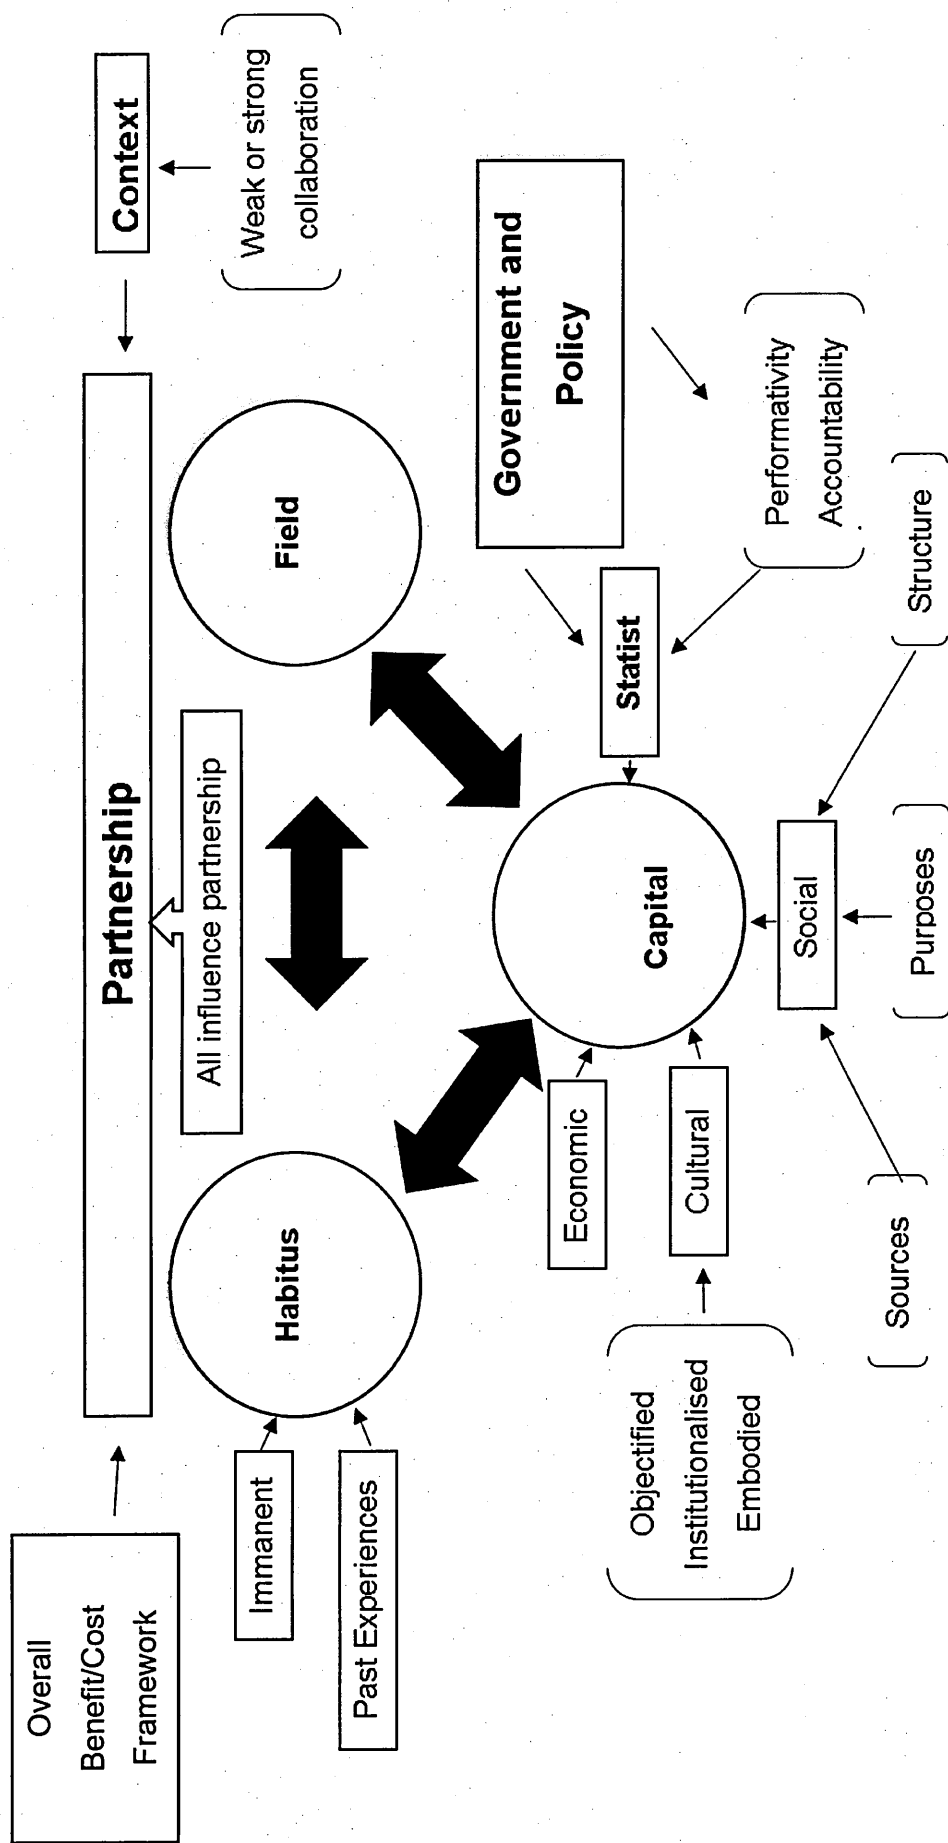 Overall
Benefit/Cost
Framework
Partnership
Context
Weak or strong
collaboration
All influence partnership
Immanent
Past Experiences
Habitus
Field
Government and
Policy
Economic
Capital
Statist
Cultural
Performativity
Accountability
Objectified
Institutionalised
Embodied
Social
Sources
Purposes
Structure